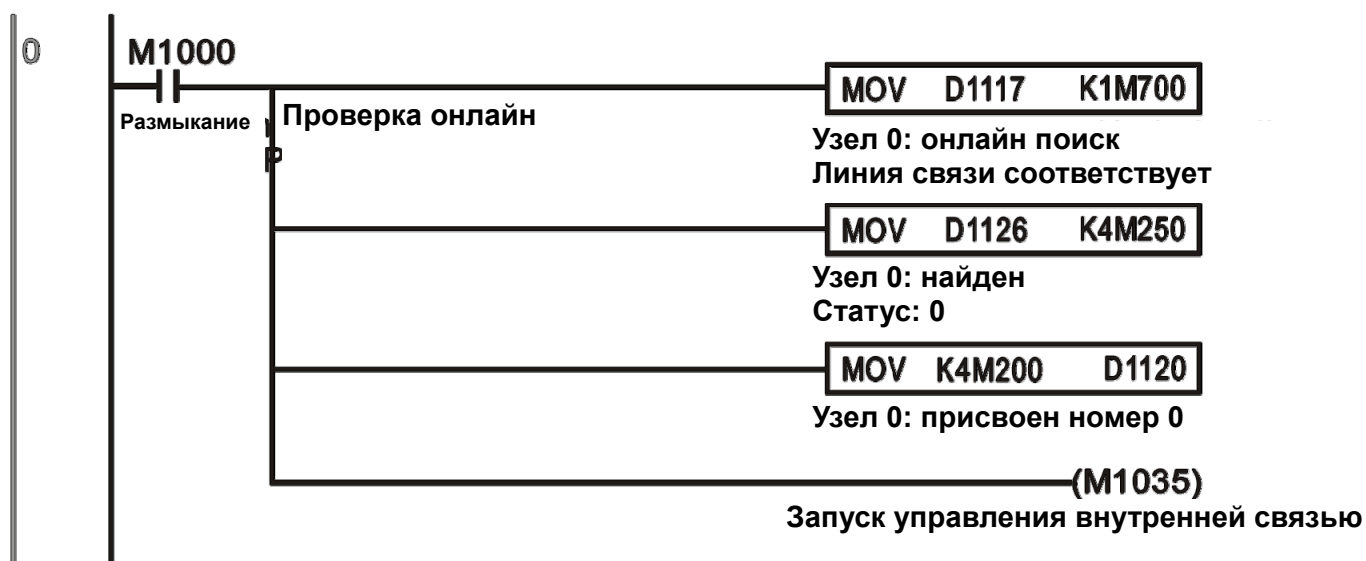 0
M1000
Размыкание
Проверка онлайн
MOV D1117 K1M700
Узел 0: онлайн поиск
Линия связи соответствует
MOV D1126 K4M250
Узел 0: найден
Статус: 0
MOV K4M200 D1120
Узел 0: присвоен номер 0
(M1035)
Запуск управления внутренней связью